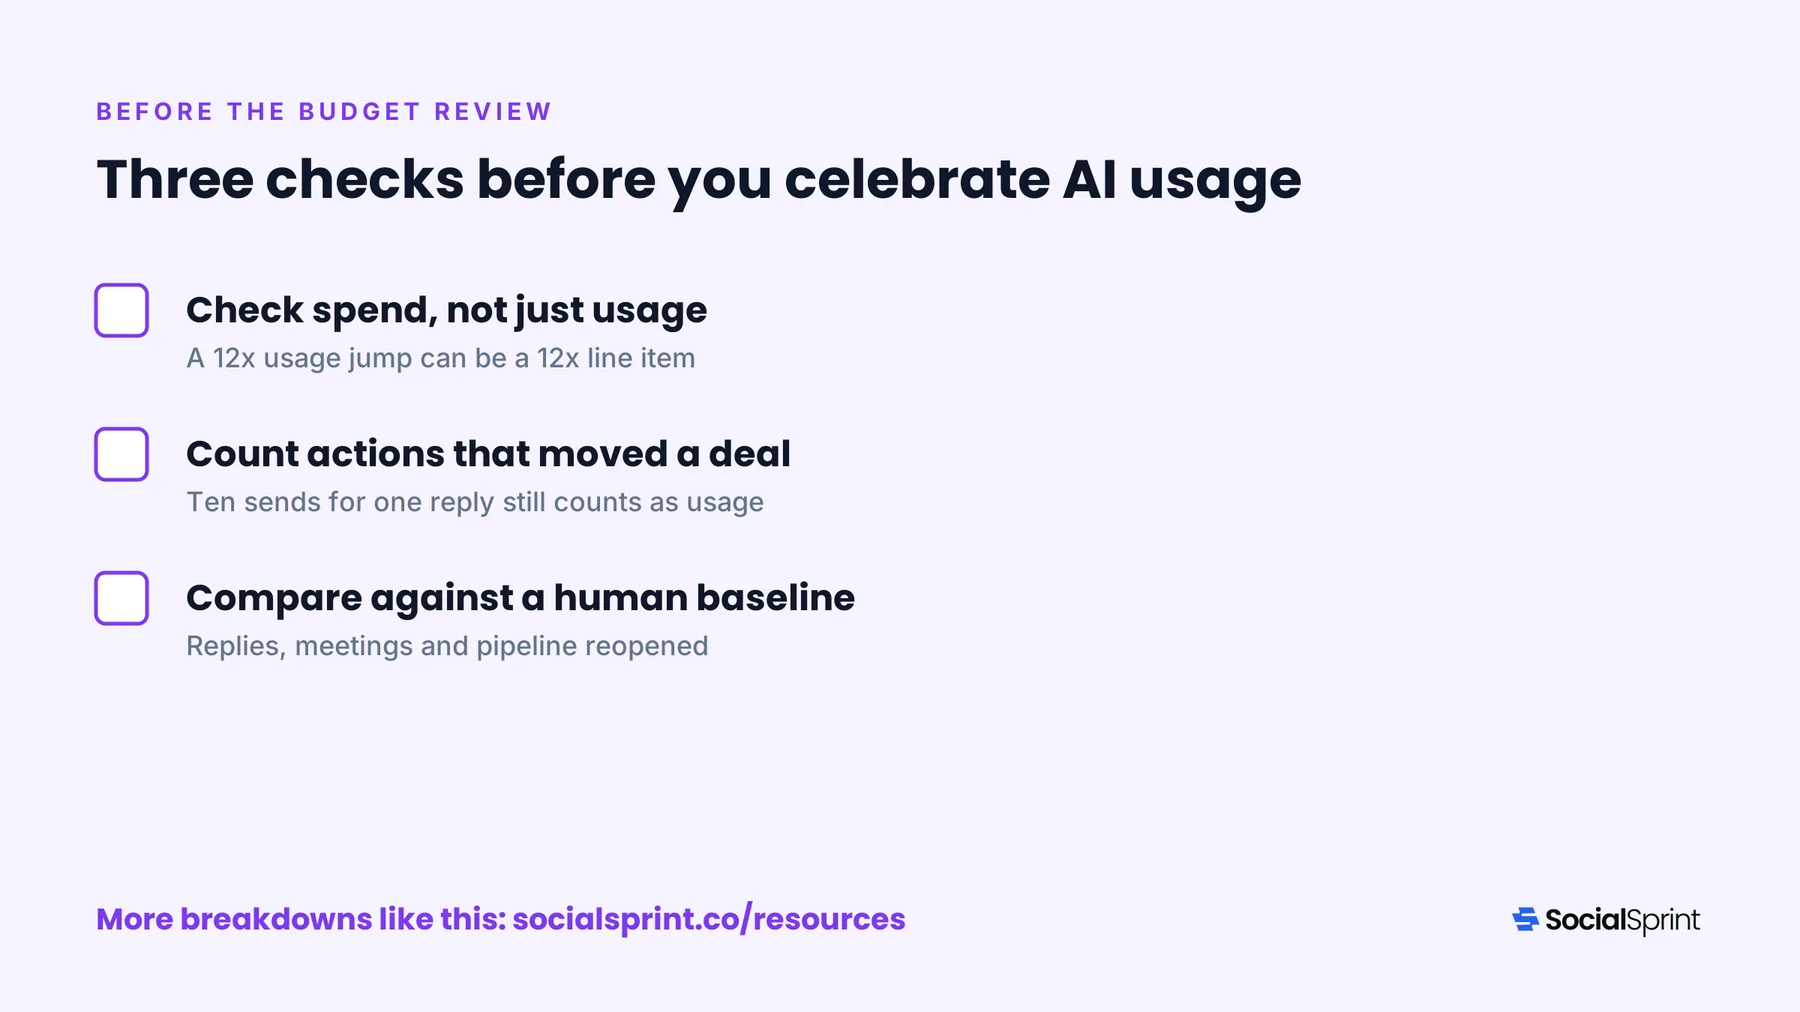 BEFORE THE BUDGET REVIEW
Three checks before you celebrate AI usage
Check spend, not just usage
A 12x usage jump can be a 12x line item
Count actions that moved a deal
Ten sends for one reply still counts as usage
Compare against a human baseline
Replies, meetings and pipeline reopened
More breakdowns like this: socialsprint.co/resources
SocialSprint